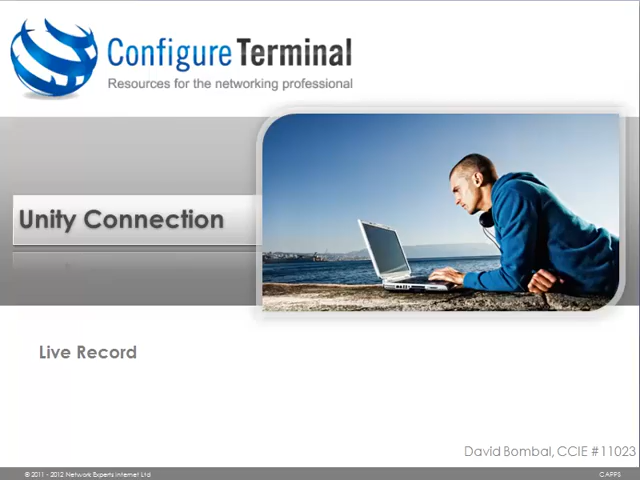 ConfigureTerminal
Resources for the networking professional
Unity Connection
Live Record
David Bombal, CCIE #11023
© 2011 - 2012 Network Experts Internet Ltd
CAPPS